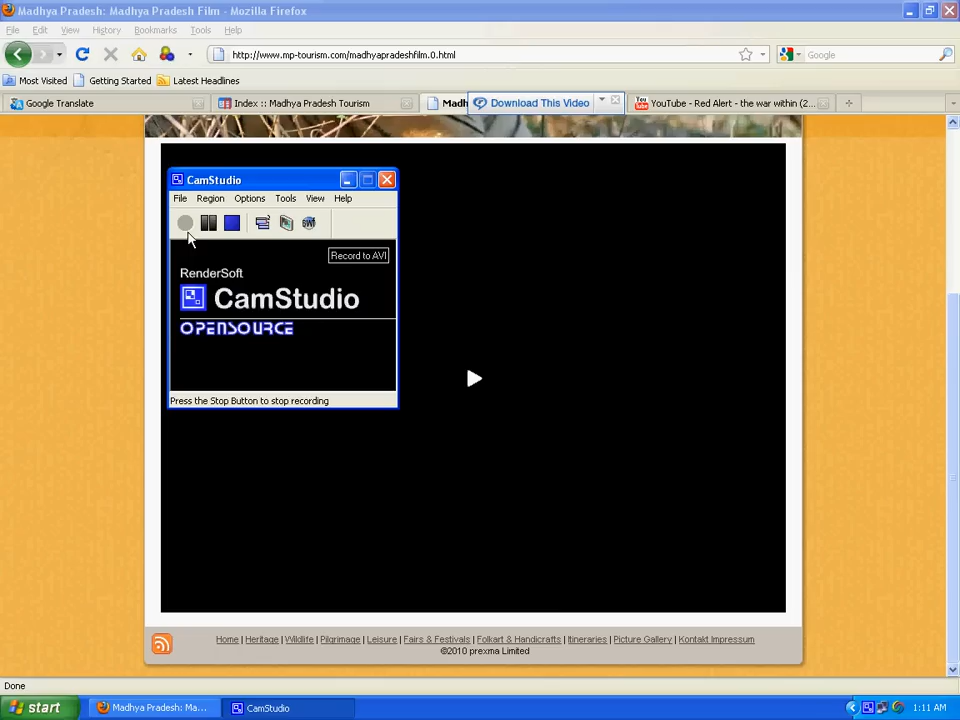 Madhya Pradesh: Madhya Pradesh Film - Mozilla Firefox
File Edit View History Bookmarks Tools Help
http://www.mp-tourism.com/madhyapradeshfilm.0.html
Google
Most Visited Getting Started Latest Headlines
Google Translate
Index :: Madhya Pradesh Tourism
Madh
Download This Video
YouTube - Red Alert - the war within (2...
CamStudio
File Region Options Tools View Help
Record to AVI
RenderSoft
CamStudio
OPENSOURCE
Press the Stop Button to stop recording
Home | Heritage | Wildlife | Pilgrimage | Leisure | Fairs & Festivals | Folkart & Handicrafts | Itineraries | Picture Gallery | Kontakt Impressum
©2010 prexma Limited
Done
start
Madhya Pradesh: Ma...
CamStudio
1:11 AM